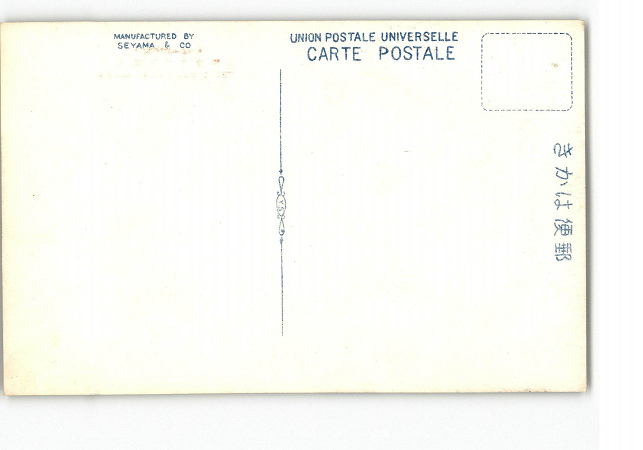 MANUFACTURED BY
SEYAMA & CO
UNION POSTALE UNIVERSELLE
CARTE POSTALE
きかは便郵